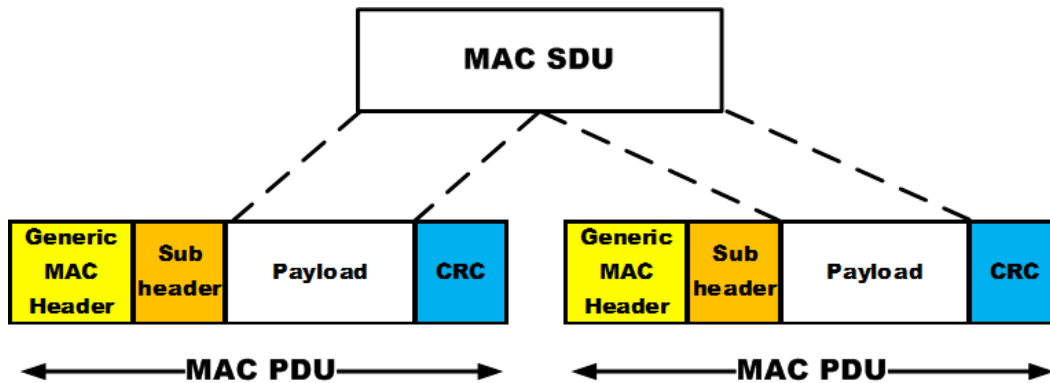 MAC SDU
Generic
MAC
Header
Sub
header
Payload
CRC
Generic
MAC
Header
Sub
header
Payload
CRC
MAC PDU
MAC PDU